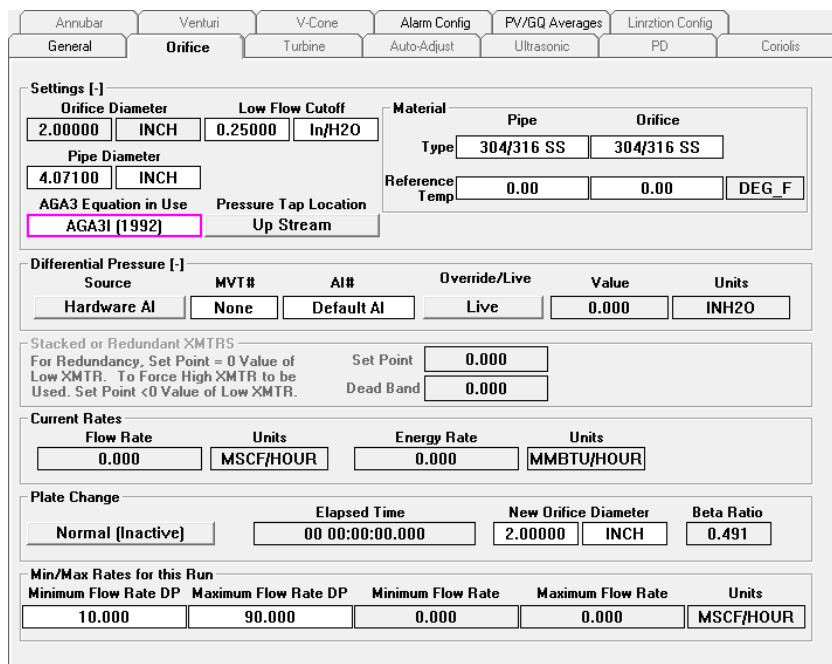 Annubar Venturi V-Cone Alarm Config PV/GQ Averages Linrztion Config
General Orifice Turbine Auto-Adjust Ultrasonic PD Coriolis
Settings [-]
Orifice Diameter Low Flow Cutoff
2.00000 INCH 0.25000 In/H2O
Pipe Diameter
4.07100 INCH
AGA3 Equation in Use Pressure Tap Location
AGA3I (1992) Up Stream
Material
Pipe Orifice
Type 304/316 SS 304/316 SS
Reference
Temp 0.00 0.00 DEG_F
Differential Pressure [-]
Source MVT# AI# Override/Live Value Units
Hardware AI None Default AI Live 0.000 INH2O
Stacked or Redundant XMTRS
For Redundancy, Set Point = 0 Value of
Low XMTR. To Force High XMTR to be
Used. Set Point <0 Value of Low XMTR.
Set Point 0.000
Dead Band 0.000
Current Rates
Flow Rate Units Energy Rate Units
0.000 MSCF/HOUR 0.000 MMBTU/HOUR
Plate Change
Elapsed Time New Orifice Diameter Beta Ratio
Normal (Inactive) 00 00:00:00.000 2.00000 INCH 0.491
Min/Max Rates for this Run
Minimum Flow Rate DP Maximum Flow Rate DP Minimum Flow Rate Maximum Flow Rate Units
10.000 90.000 0.000 0.000 MSCF/HOUR